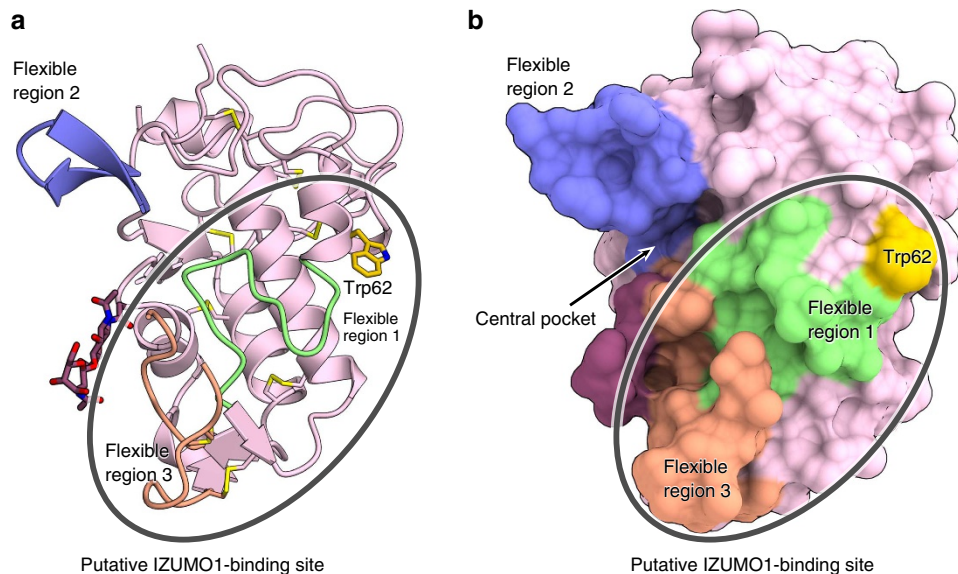 a
Flexible
region 2
Trp62
Flexible
region 1
Flexible
region 3
Putative IZUMO1-binding site
b
Flexible
region 2
Trp62
Central pocket
Flexible
region 1
Flexible
region 3
Putative IZUMO1-binding site